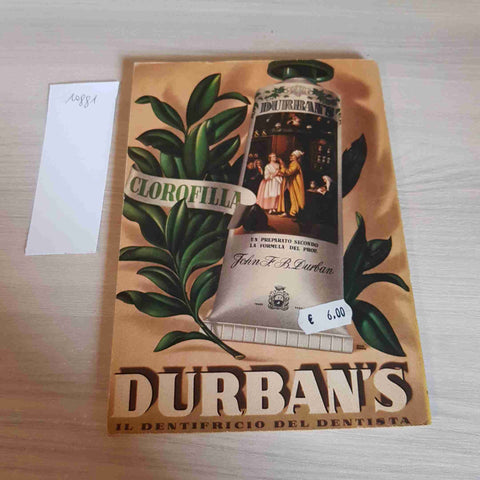 10881
DURBAN'S
CLOROFILLA
UN PREPARATO SECONDO
LA FORMULA DEL PROF.
John F. B. Durban
€ 6.00
DURBAN'S
IL DENTIFRICIO DEL DENTISTA